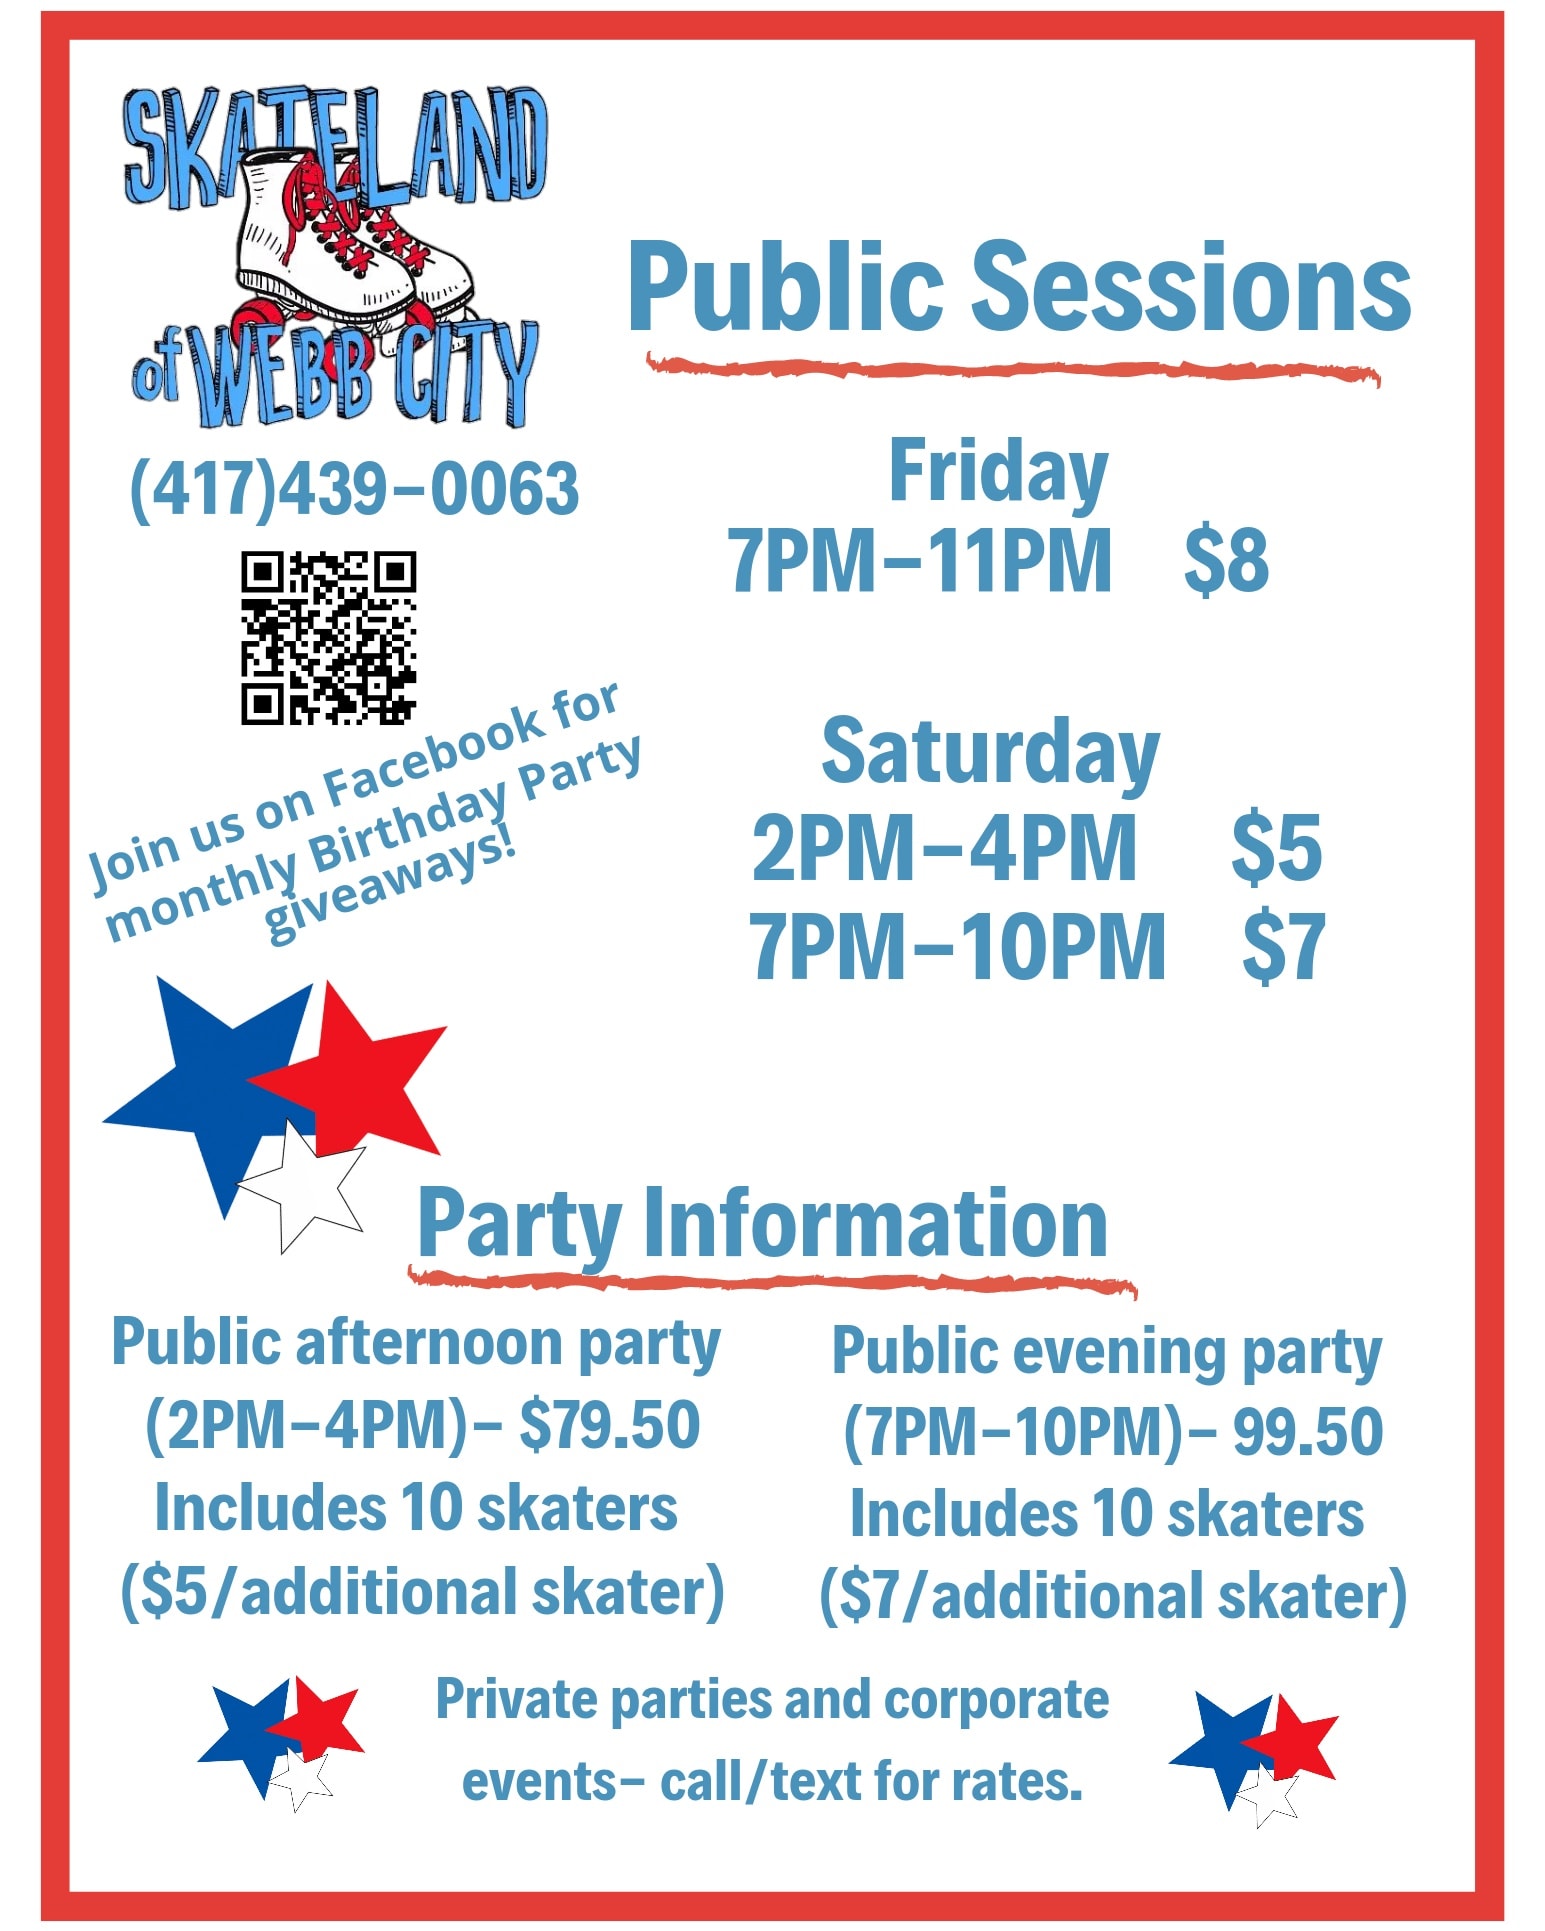 SKATELAND
of WEBB CITY
(417)439-0063
Join us on Facebook for
monthly Birthday Party
giveaways!
Public Sessions
Friday
7PM-11PM $8
Saturday
2PM-4PM $5
7PM-10PM $7
Party Information
Public afternoon party
(2PM-4PM)- $79.50
Includes 10 skaters
($5/additional skater)
Public evening party
(7PM-10PM)- 99.50
Includes 10 skaters
($7/additional skater)
Private parties and corporate
events- call/text for rates.